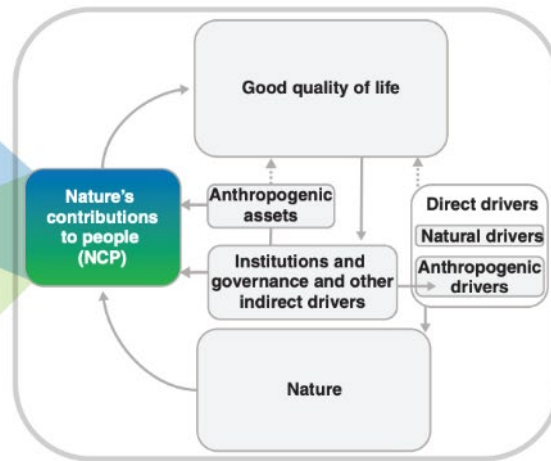 Good quality of life
Nature's
contributions
to people
(NCP)
Anthropogenic
assets
Direct drivers
Natural drivers
Anthropogenic
drivers
Institutions and
governance and other
indirect drivers
Nature